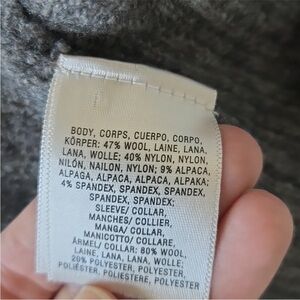 BODY, CORPS, CUERPO, CORPO,
KÖRPER: 47% WOOL, LAINE, LANA,
LANA, WOLLE; 40% NYLON, NYLON,
NILÓN, NAILON, NYLON; 9% ALPACA,
ALPAGA, ALPACA, ALPACA, ALPAKA;
4% SPANDEX, SPANDEX, SPANDEX,
SPANDEX, SPANDEX;
SLEEVE/ COLLAR,
MANCHES/ COLLIER,
MANGA/ COLLAR,
MANICOTTO/ COLLARE,
ÄRMEL/ COLLAR: 80% WOOL,
LAINE, LANA, LANA, WOLLE;
20% POLYESTER, POLYESTER,
POLIÉSTER, POLIESTERE, POLYESTER